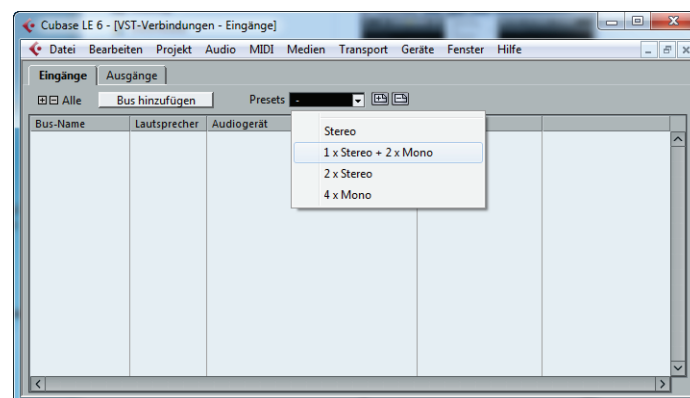 Cubase LE 6 - [VST-Verbindungen - Eingänge]
Datei Bearbeiten Projekt Audio MIDI Medien Transport Geräte Fenster Hilfe
Eingänge Ausgänge
Alle Bus hinzufügen Presets -
Bus-Name Lautsprecher Audiogerät
Stereo
1 x Stereo + 2 x Mono
2 x Stereo
4 x Mono